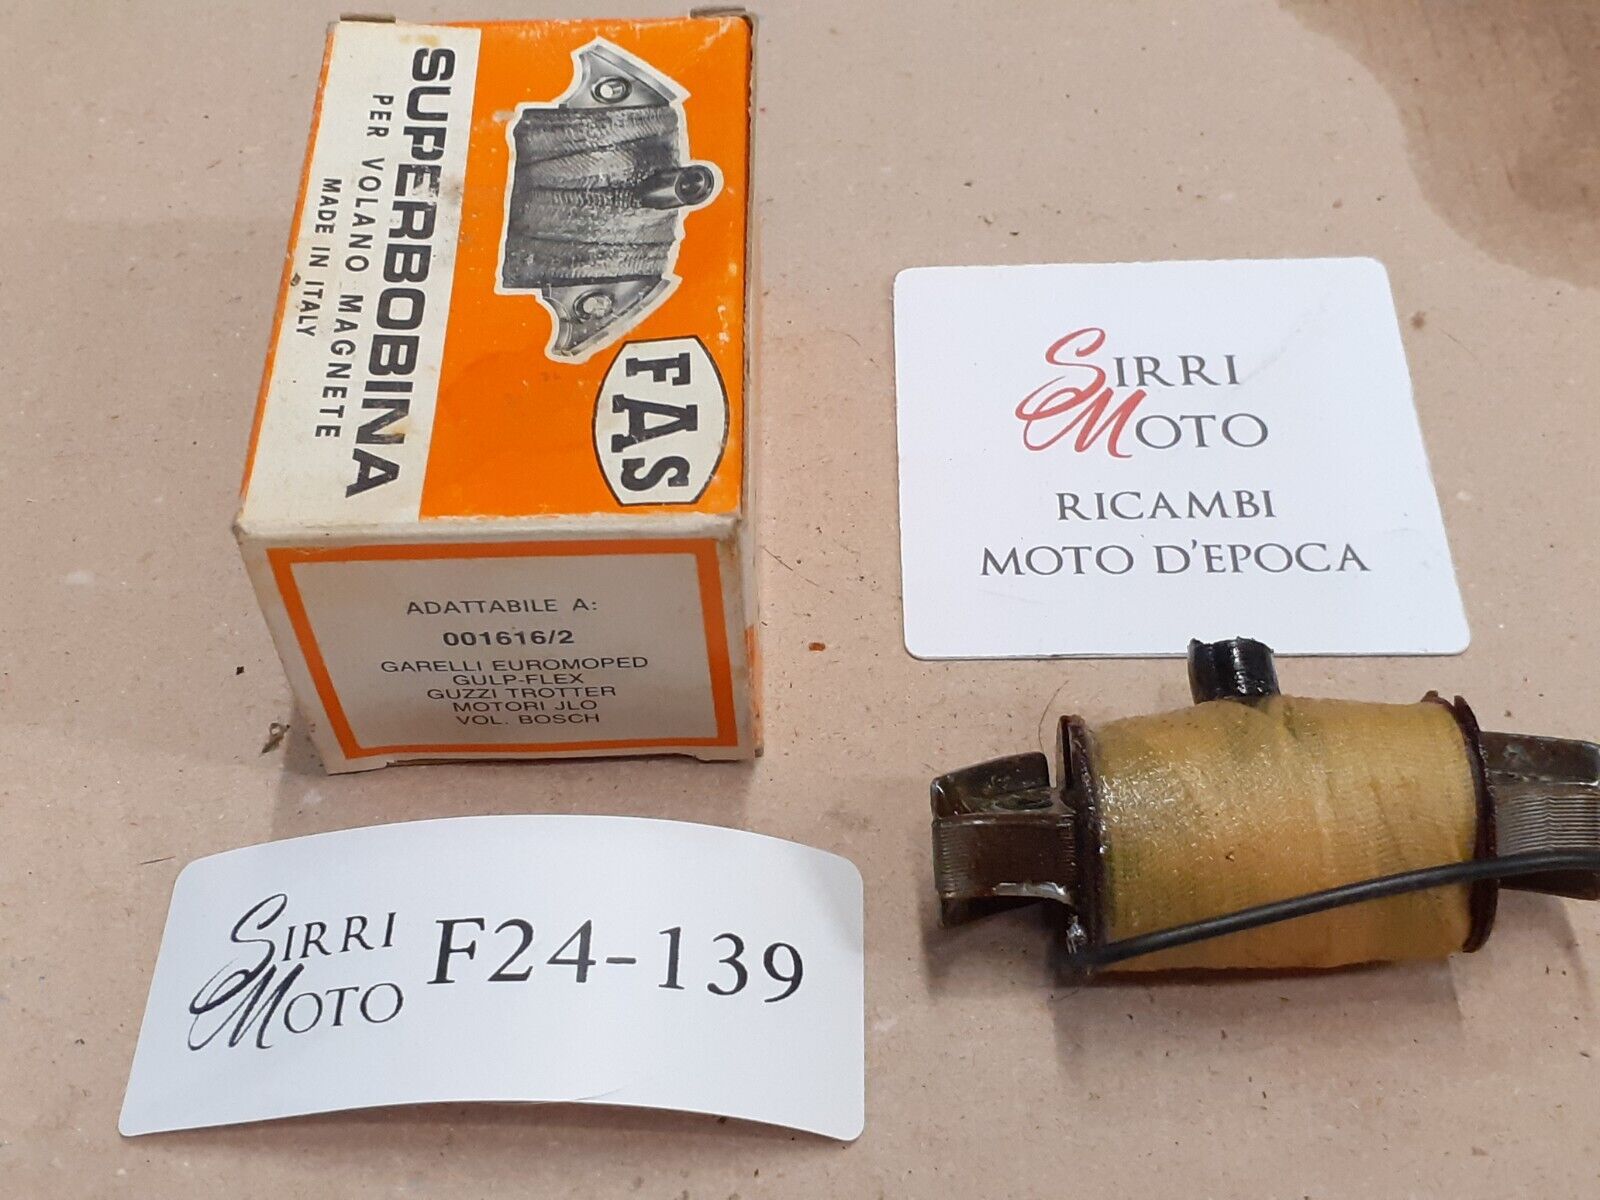 SUPERBOBINA
PER VOLANO MAGNETE
MADE IN ITALY
FAS
ADATTABILE A:
001616/2
GARELLI EUROMOPED
GULP-FLEX
GUZZI TROTTER
MOTORI JLO
VOL. BOSCH
SIRRI
MOTO
RICAMBI
MOTO D'EPOCA
SIRRI
MOTO
F24-139